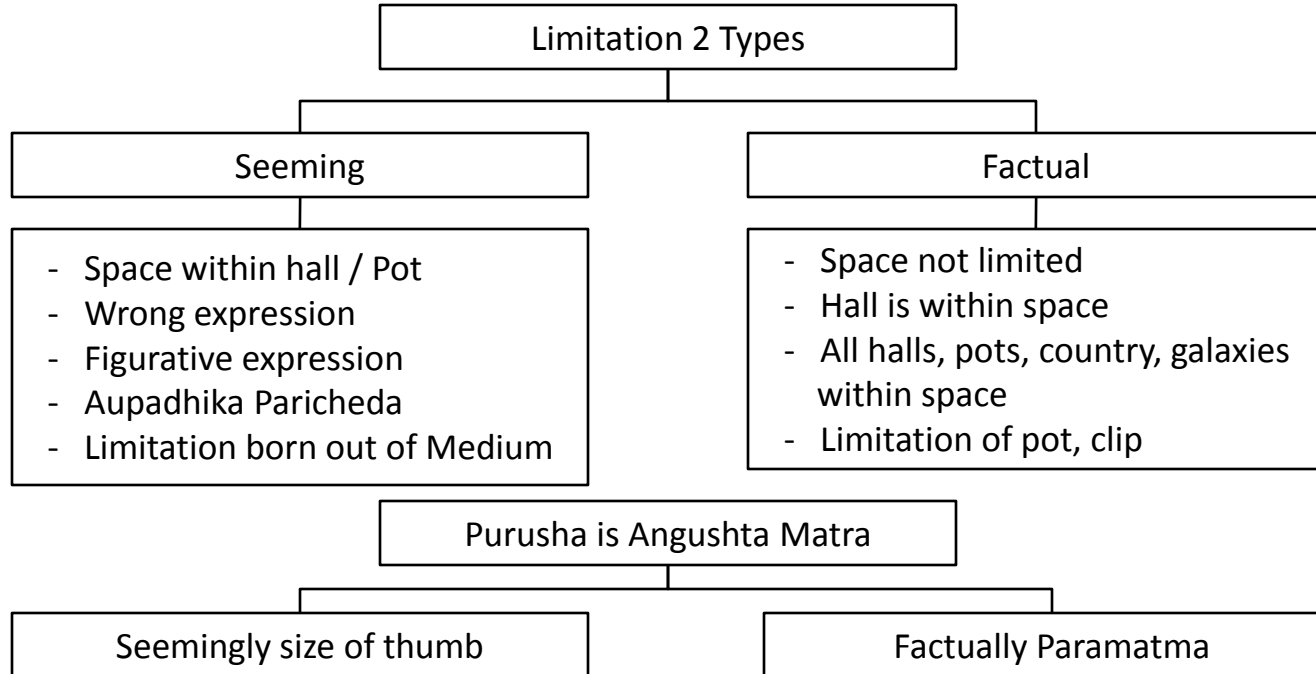 Limitation 2 Types
Seeming
Factual
- Space within hall / Pot
- Wrong expression
- Figurative expression
- Aupadhika Paricheda
- Limitation born out of Medium
- Space not limited
- Hall is within space
- All halls, pots, country, galaxies
within space
- Limitation of pot, clip
Purusha is Angushta Matra
Seemingly size of thumb
Factually Paramatma